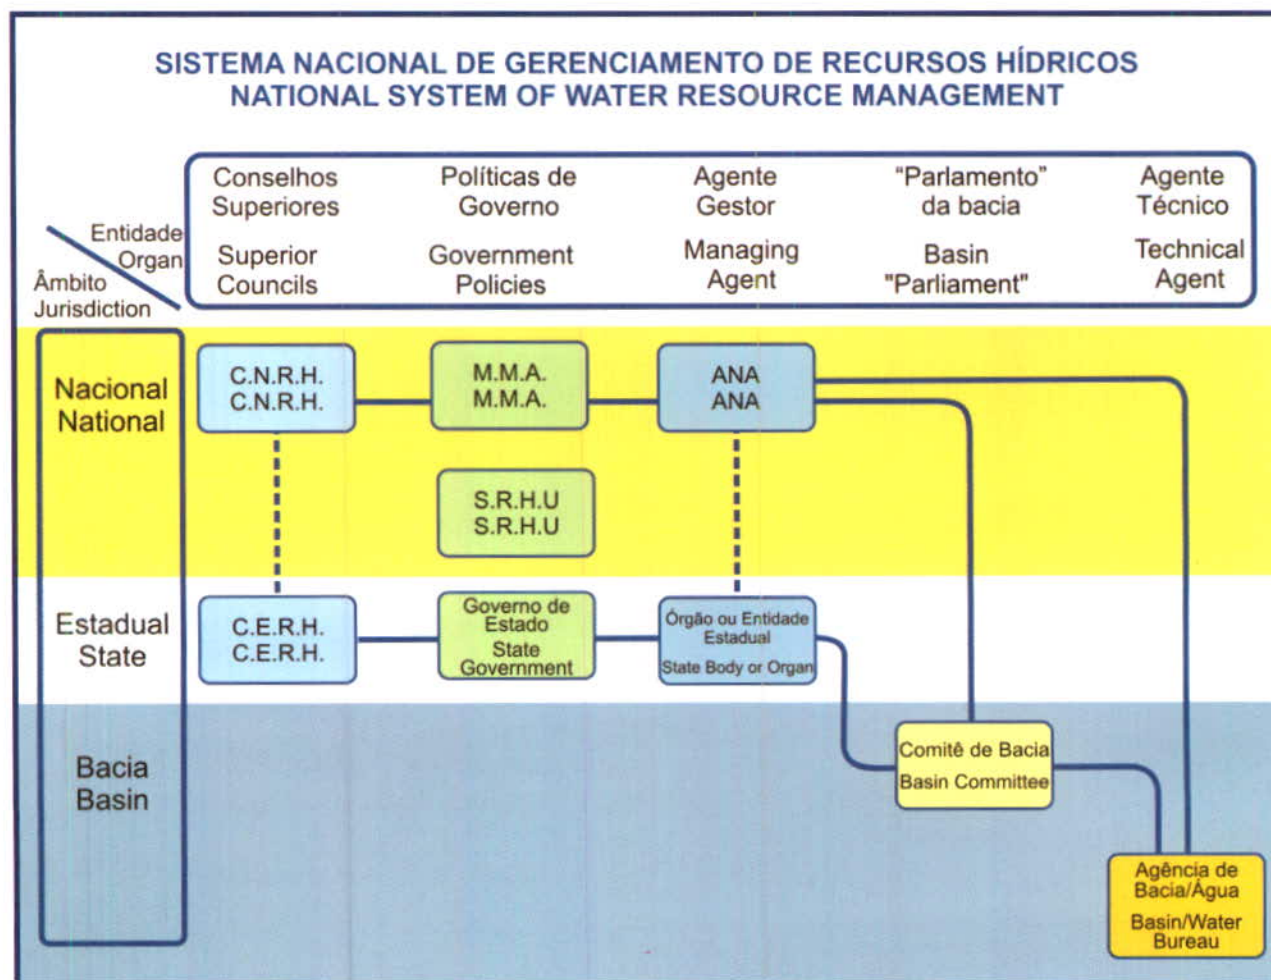 SISTEMA NACIONAL DE GERENCIAMENTO DE RECURSOS HÍDRICOS
NATIONAL SYSTEM OF WATER RESOURCE MANAGEMENT
Conselhos
Superiores
Superior
Councils
Políticas de
Governo
Government
Policies
Agente
Gestor
Managing
Agent
“Parlamento”
da bacia
Basin
"Parliament"
Agente
Técnico
Technical
Agent
Entidade
Organ
Âmbito
Jurisdiction
Nacional
National
C.N.R.H.
C.N.R.H.
M.M.A.
M.M.A.
ANA
ANA
S.R.H.U
S.R.H.U
Estadual
State
C.E.R.H.
C.E.R.H.
Governo de
Estado
State
Government
Órgão ou Entidade
Estadual
State Body or Organ
Bacia
Basin
Comitê de Bacia
Basin Committee
Agência de
Bacia/Água
Basin/Water
Bureau